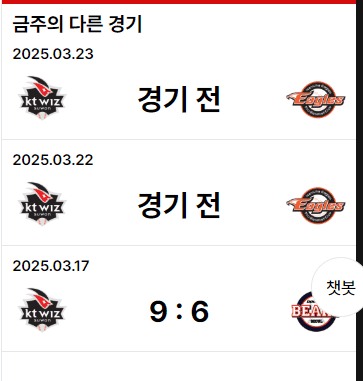 금주의 다른 경기
2025.03.23
kt wiz
suwon
경기 전
Eagles
2025.03.22
kt wiz
suwon
경기 전
Eagles
2025.03.17
kt wiz
suwon
9 : 6
BEA
챗봇